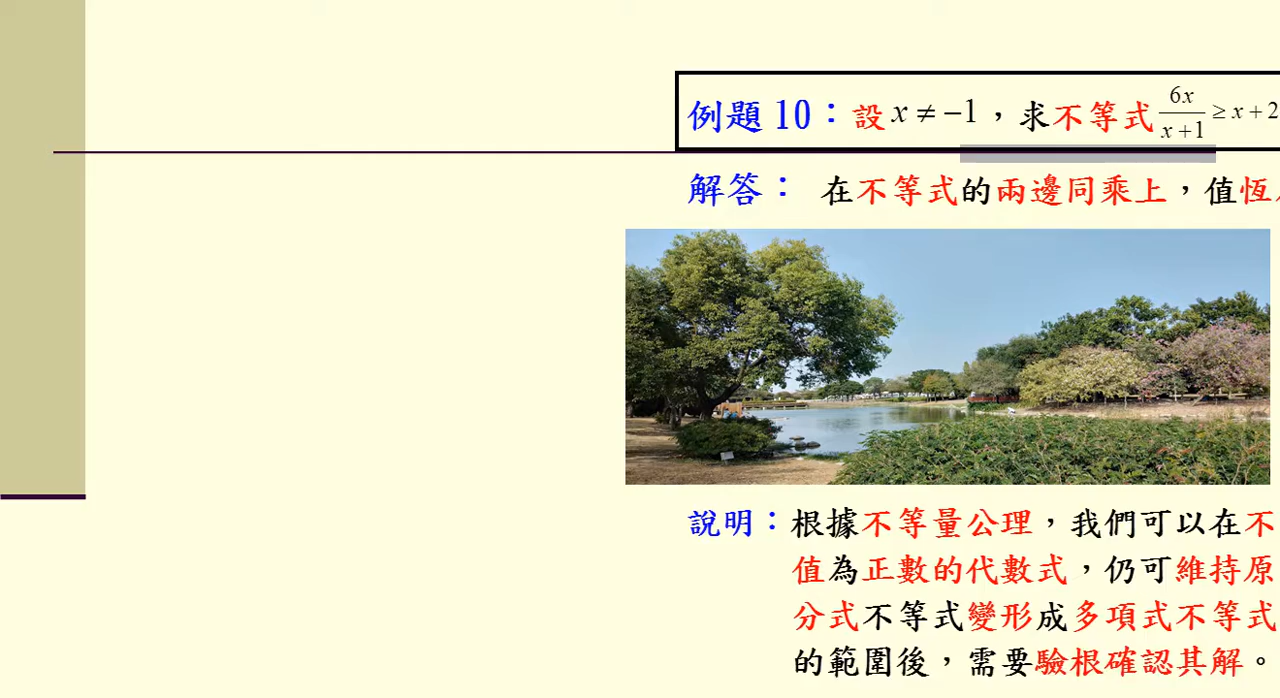 例題 10：設 x ≠ −1，求不等式 6x/(x+1) ≥ x + 2
解答： 在不等式的兩邊同乘上，值恆
說明：根據不等量公理，我們可以在不
值為正數的代數式，仍可維持原
分式不等式變形成多項式不等式
的範圍後，需要驗根確認其解。